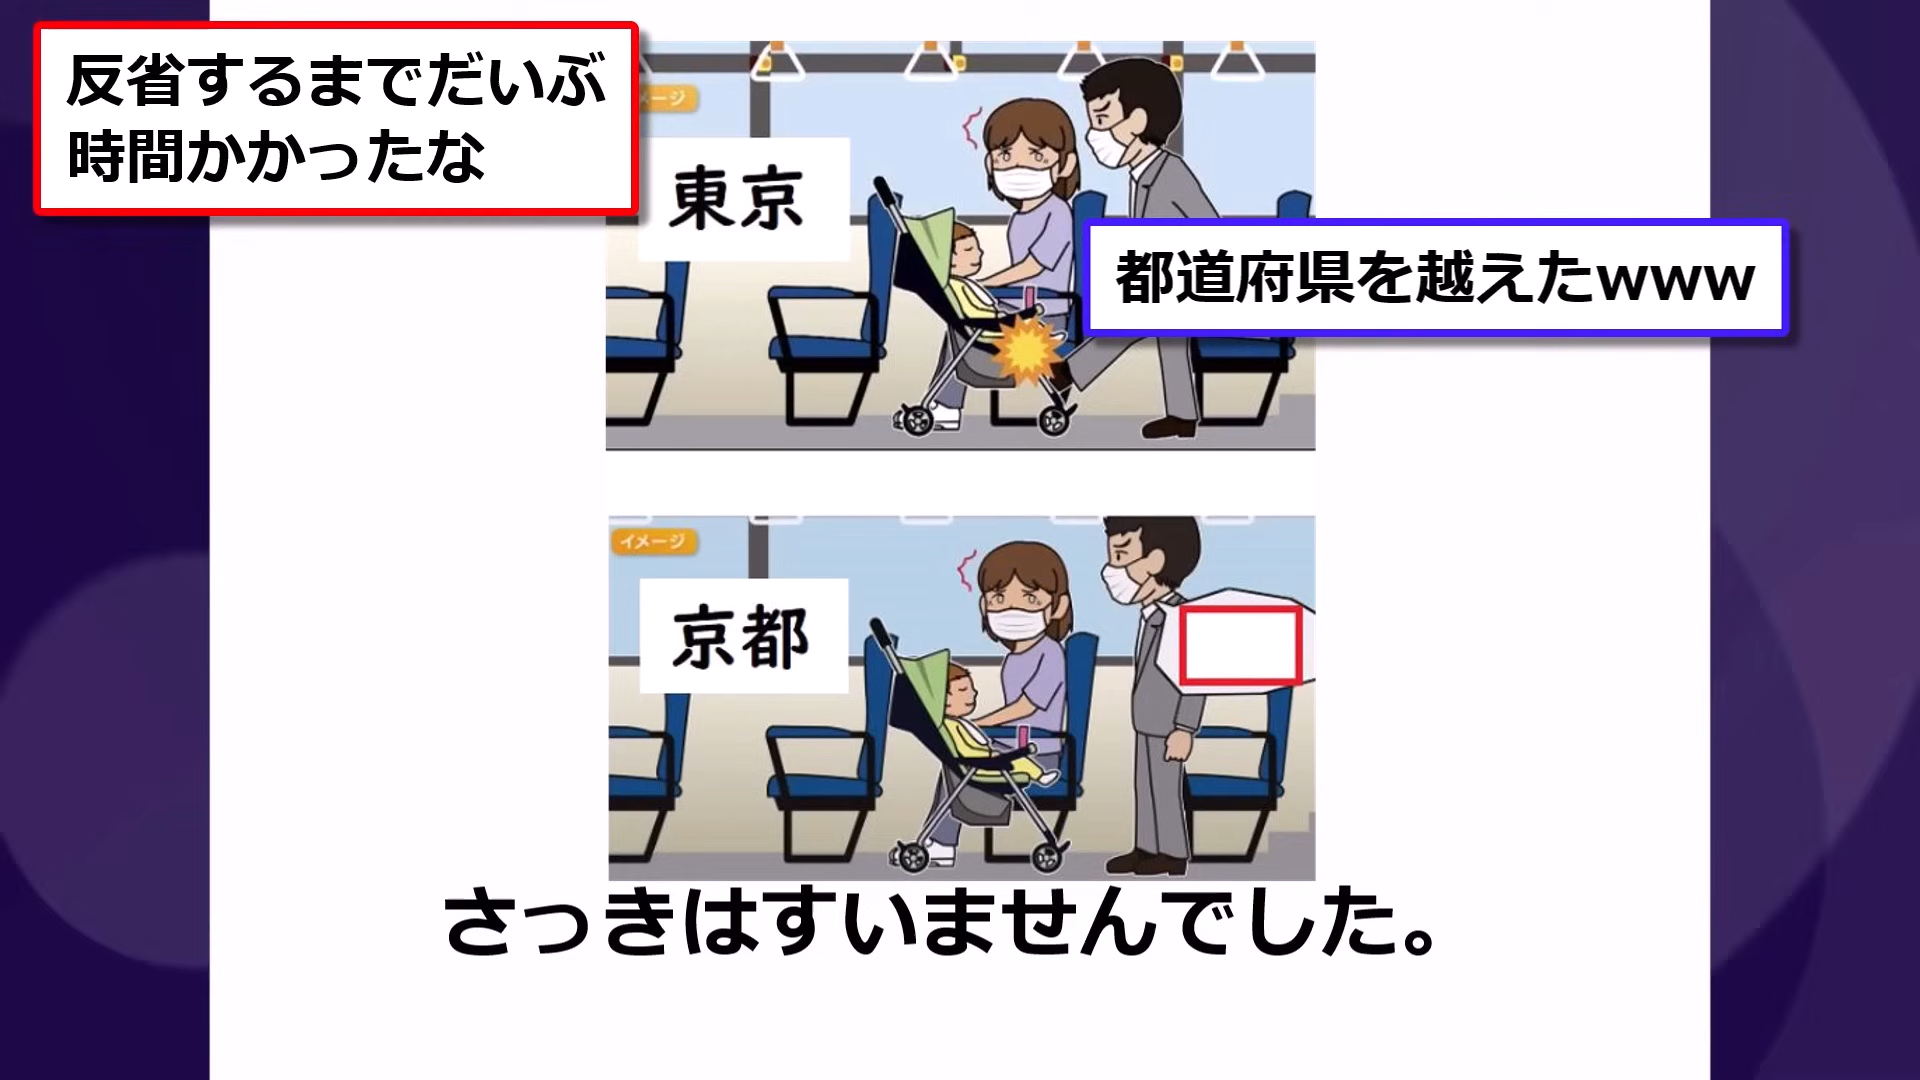 反省するまでだいぶ
時間かかったな
メージ
東京
都道府県を越えたwww
イメージ
京都
さっきはすいませんでした。